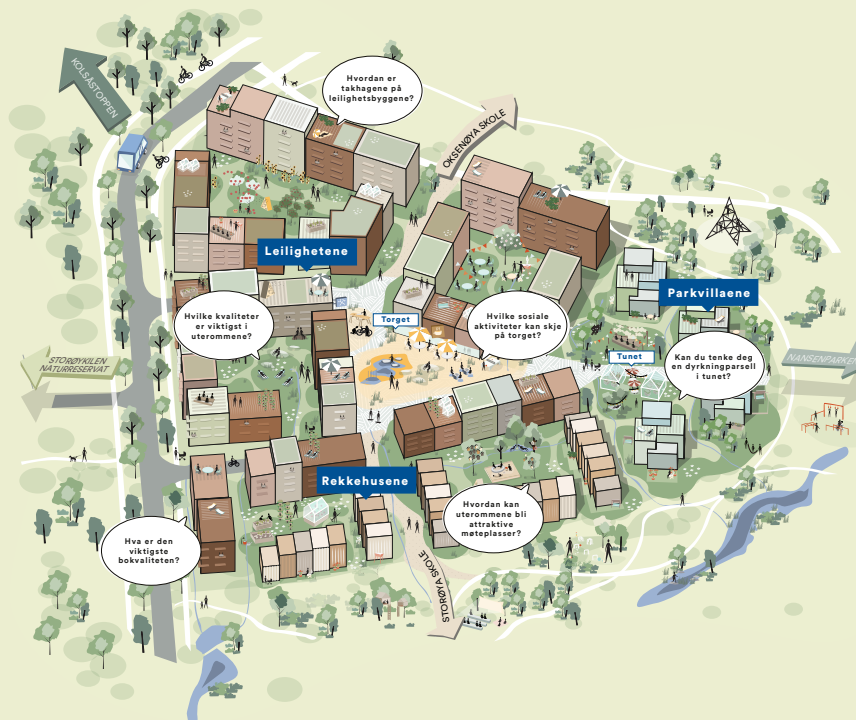 KOLSÅSTOPPEN
Hvordan er
takhagene på
leilighetsbyggene?
OKSENØYA SKOLE
Leilighetene
Parkvillaene
Hvilke kvaliteter
er viktigst i
uterommene?
Torget
Hvilke sosiale
aktiviteter kan skje
på torget?
Tunet
Kan du tenke deg
en dyrkningparsell
i tunet?
STORØYKILEN
NATURRESERVAT
NANSENPARKEN
Rekkehusene
Hvordan kan
uterommene bli
attraktive
møteplasser?
Hva er den
viktigste
bokvaliteten?
STORØYA SKOLE